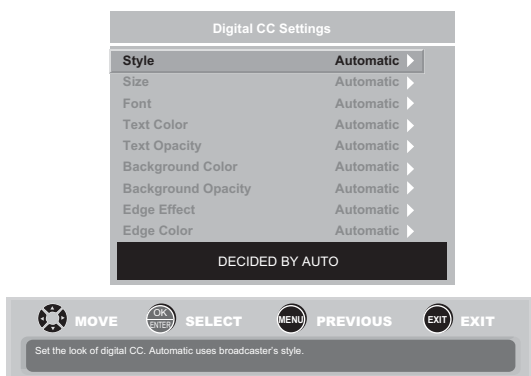 Digital CC Settings
Style Automatic
Size Automatic
Font Automatic
Text Color Automatic
Text Opacity Automatic
Background Color Automatic
Background Opacity Automatic
Edge Effect Automatic
Edge Color Automatic
DECIDED BY AUTO
MOVE OK ENTER SELECT MENU PREVIOUS EXIT EXIT
Set the look of digital CC. Automatic uses broadcaster's style.